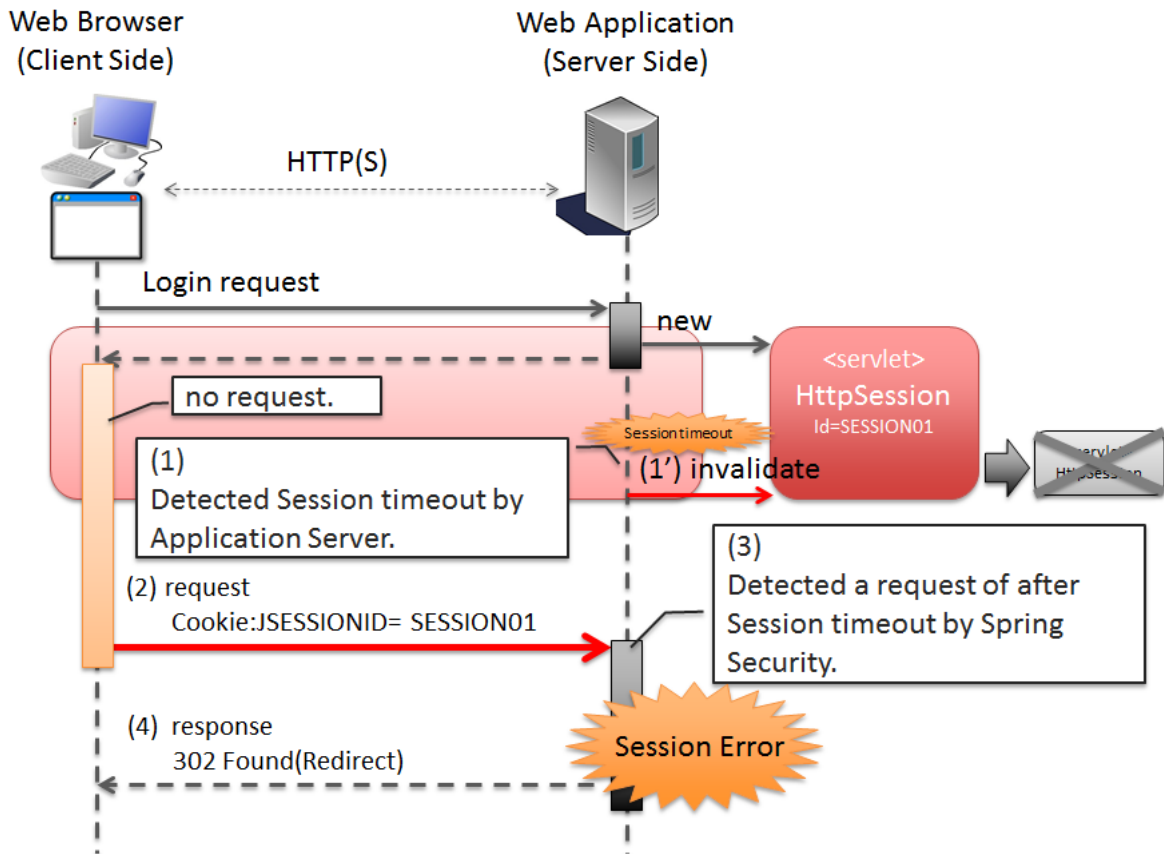 Web Browser
(Client Side)
Web Application
(Server Side)
HTTP(S)
Login request
new
<servlet>
HttpSession
Id=SESSION01
no request.
Session timeout
(1') invalidate
servlet>
HttpSession
(1)
Detected Session timeout by
Application Server.
(3)
Detected a request of after
Session timeout by Spring
Security.
(2) request
Cookie:JSESSIONID= SESSION01
(4) response
302 Found(Redirect)
Session Error